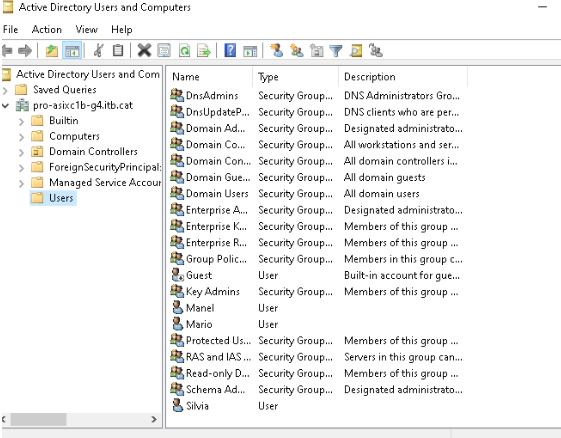 Active Directory Users and Computers
File Action View Help
Active Directory Users and Com
Saved Queries
pro-asixc1b-g4.itb.cat
Builtin
Computers
Domain Controllers
ForeignSecurityPrincipal:
Managed Service Accour
Users
Name Type Description
DnsAdmins Security Group... DNS Administrators Gro...
DnsUpdateP... Security Group... DNS clients who are per...
Domain Ad... Security Group... Designated administrato...
Domain Co... Security Group... All workstations and ser...
Domain Con... Security Group... All domain controllers i...
Domain Gue... Security Group... All domain guests
Domain Users Security Group... All domain users
Enterprise A... Security Group... Designated administrato...
Enterprise K... Security Group... Members of this group ...
Enterprise R... Security Group... Members of this group ...
Group Polic... Security Group... Members in this group c...
Guest User Built-in account for gue...
Key Admins Security Group... Members of this group ...
Manel User
Mario User
Protected Us... Security Group... Members of this group ...
RAS and IAS ... Security Group... Servers in this group can...
Read-only D... Security Group... Members of this group ...
Schema Ad... Security Group... Designated administrato...
Silvia User